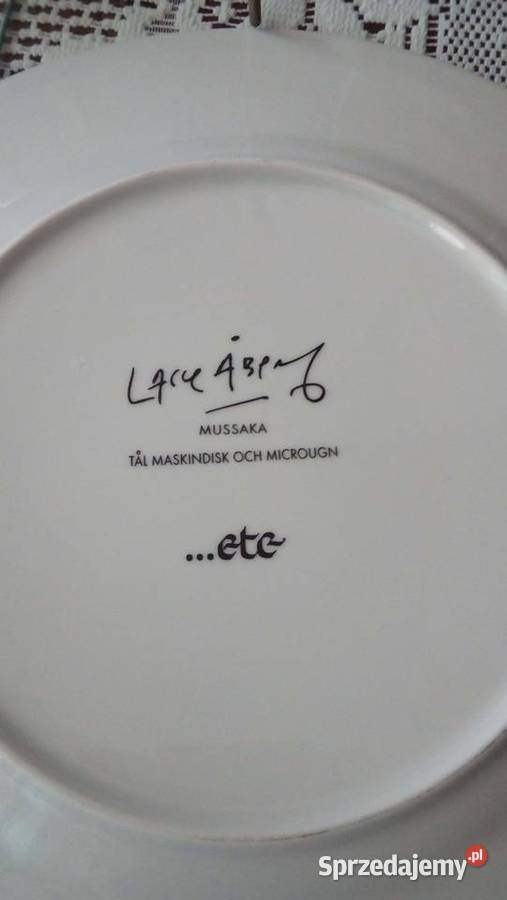 Lasse Åberg
MUSSAKA
TÅL MASKINDISK OCH MICROUGN
...etc
Sprzedajemy.pl